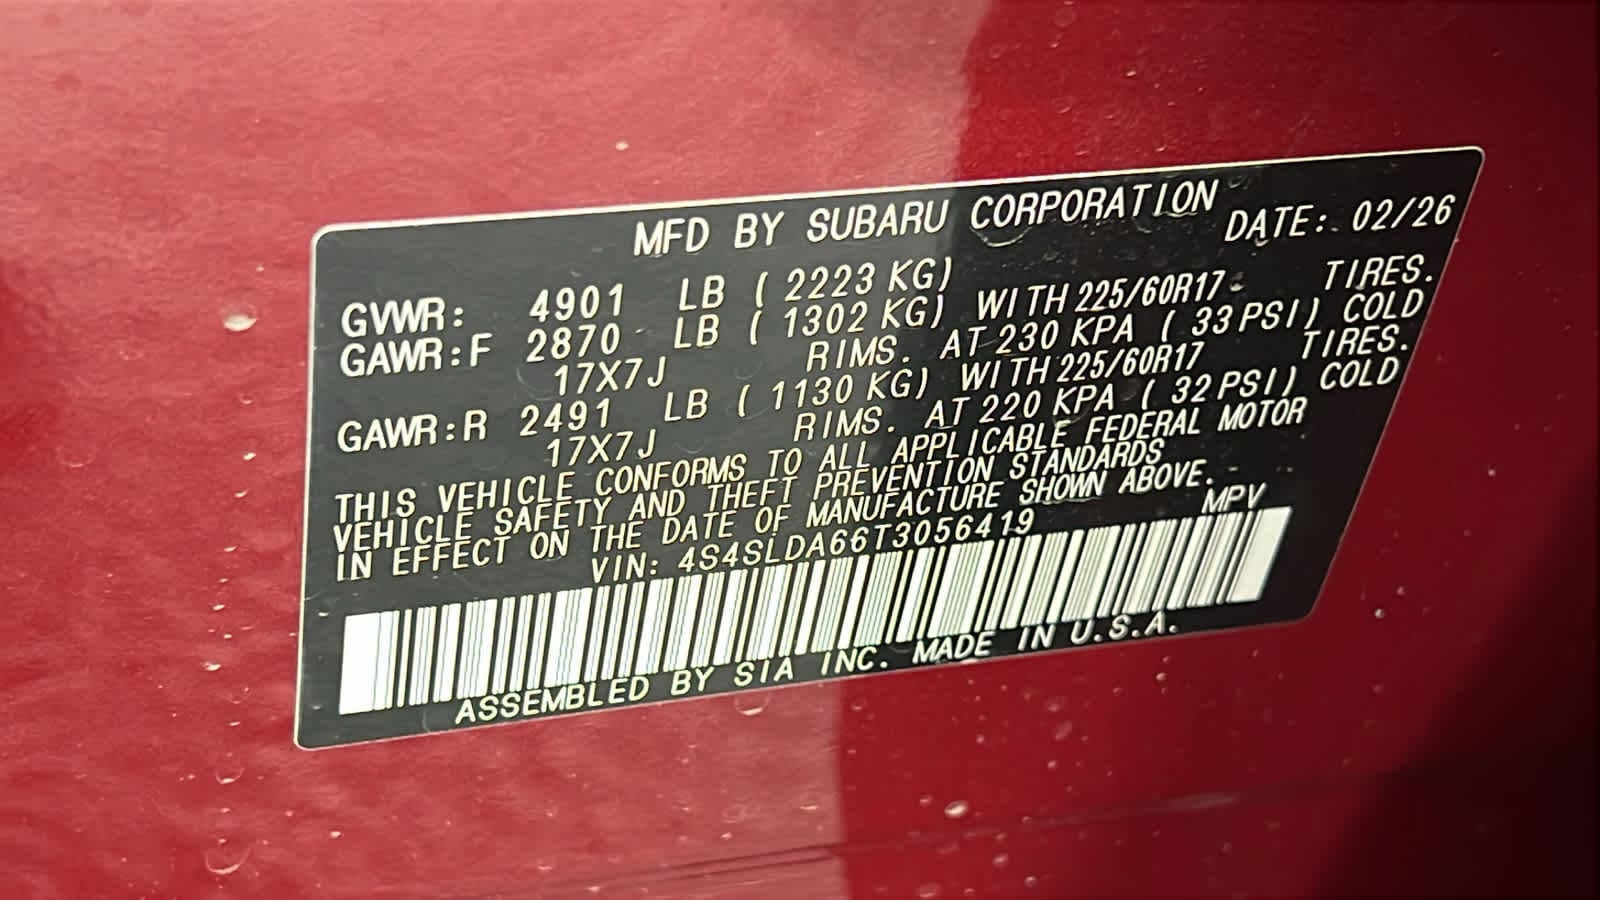 MFD BY SUBARU CORPORATION DATE: 02/26
GVWR: 4901 LB ( 2223 KG)
GAWR:F 2870 LB ( 1302 KG) WITH 225/60R17 TIRES.
17X7J RIMS. AT 230 KPA ( 33 PSI) COLD
GAWR:R 2491 LB ( 1130 KG) WITH 225/60R17 TIRES.
17X7J RIMS. AT 220 KPA ( 32 PSI) COLD
THIS VEHICLE CONFORMS TO ALL APPLICABLE FEDERAL MOTOR
VEHICLE SAFETY AND THEFT PREVENTION STANDARDS
IN EFFECT ON THE DATE OF MANUFACTURE SHOWN ABOVE.
VIN: 4S4SLDA66T3056419 MPV
ASSEMBLED BY SIA INC. MADE IN U.S.A.